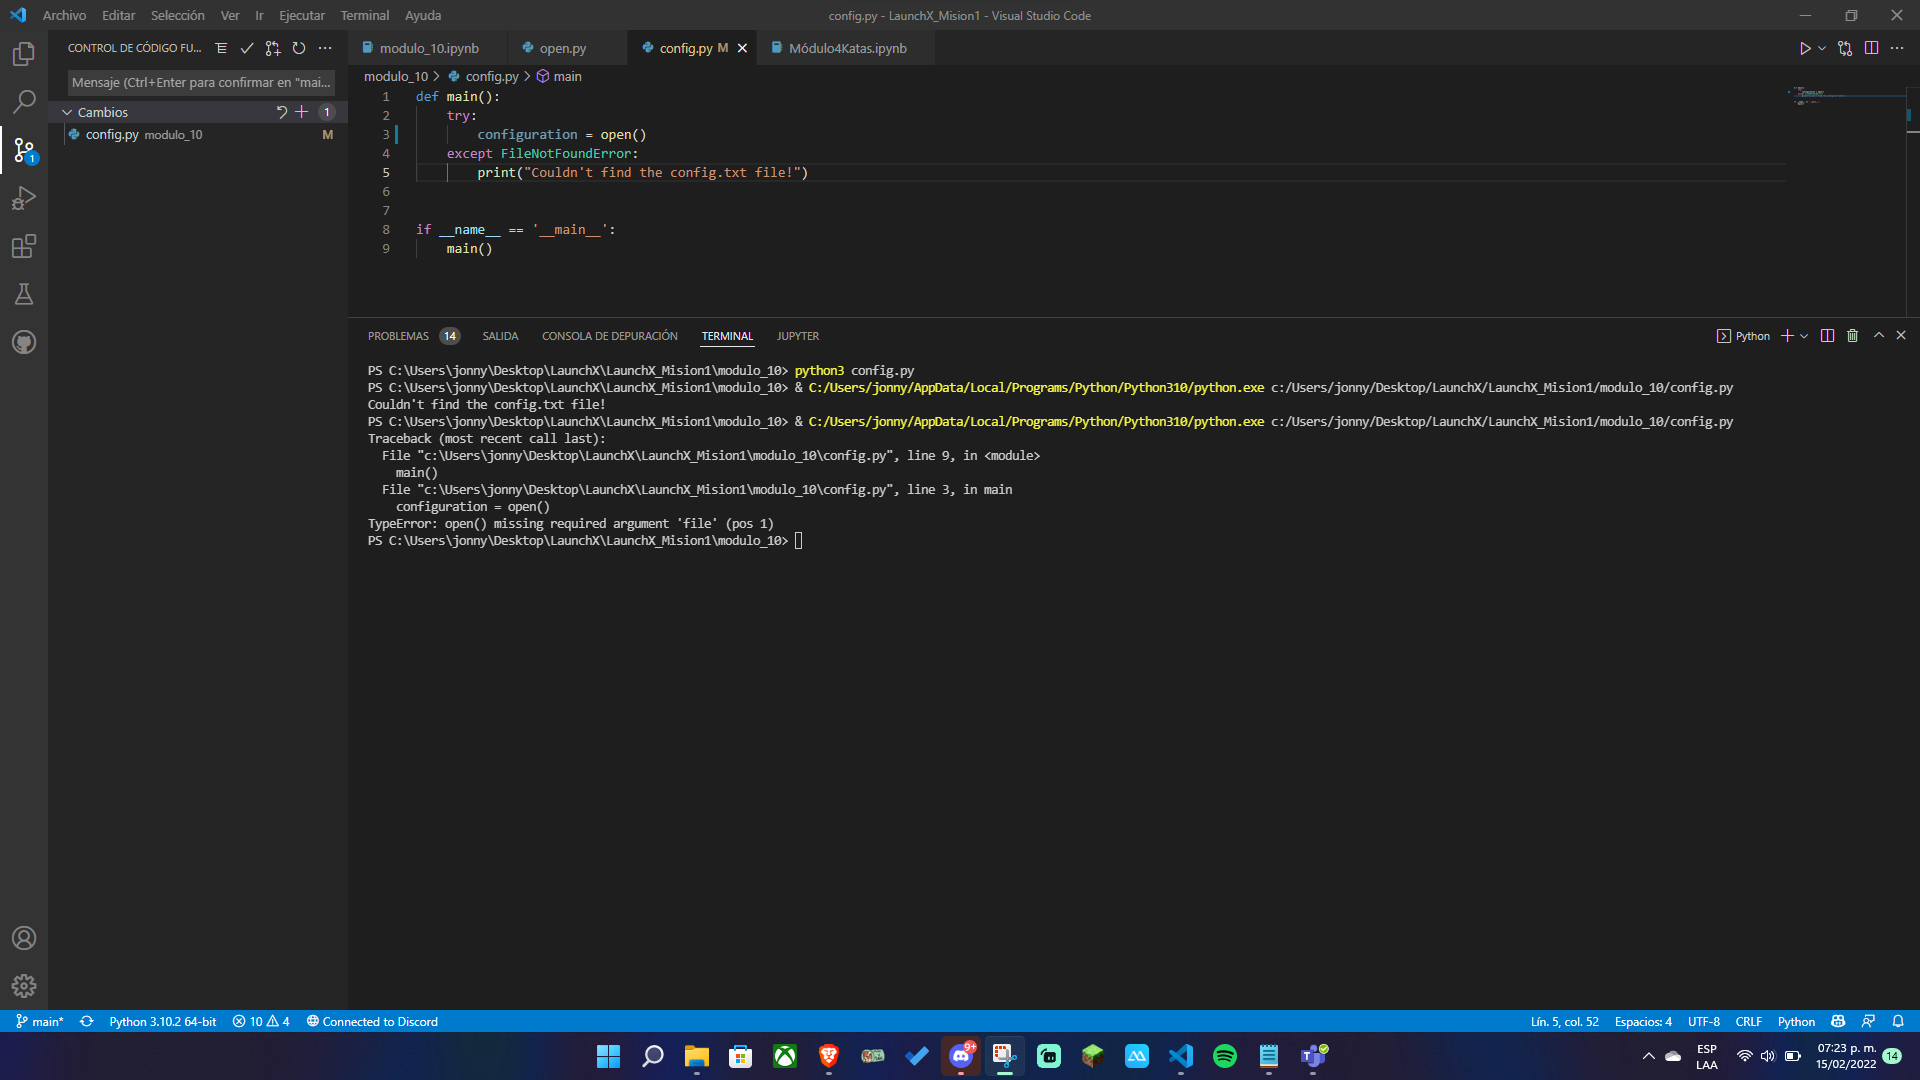 Archivo Editar Selección Ver Ir Ejecutar Terminal Ayuda
config.py - LaunchX_Mision1 - Visual Studio Code
CONTROL DE CÓDIGO FU...
modulo_10.ipynb
open.py
config.py M
Módulo4Katas.ipynb
Mensaje (Ctrl+Enter para confirmar en "mai...
modulo_10 > config.py > main
Cambios 1
config.py modulo_10 M
1
1 def main():
2 try:
3 configuration = open()
4 except FileNotFoundError:
5 print("Couldn't find the config.txt file!")
6
7
8 if __name__ == '__main__':
9 main()
PROBLEMAS 14 SALIDA CONSOLA DE DEPURACIÓN TERMINAL JUPYTER
Python
PS C:\Users\jonny\Desktop\LaunchX\LaunchX_Mision1\modulo_10> python3 config.py
PS C:\Users\jonny\Desktop\LaunchX\LaunchX_Mision1\modulo_10> & C:/Users/jonny/AppData/Local/Programs/Python/Python310/python.exe c:/Users/jonny/Desktop/LaunchX/LaunchX_Mision1/modulo_10/config.py
Couldn't find the config.txt file!
PS C:\Users\jonny\Desktop\LaunchX\LaunchX_Mision1\modulo_10> & C:/Users/jonny/AppData/Local/Programs/Python/Python310/python.exe c:/Users/jonny/Desktop/LaunchX/LaunchX_Mision1/modulo_10/config.py
Traceback (most recent call last):
File "c:\Users\jonny\Desktop\LaunchX\LaunchX_Mision1\modulo_10\config.py", line 9, in <module>
main()
File "c:\Users\jonny\Desktop\LaunchX\LaunchX_Mision1\modulo_10\config.py", line 3, in main
configuration = open()
TypeError: open() missing required argument 'file' (pos 1)
PS C:\Users\jonny\Desktop\LaunchX\LaunchX_Mision1\modulo_10>
main* Python 3.10.2 64-bit 10 4 Connected to Discord
Lín. 5, col. 52 Espacios: 4 UTF-8 CRLF Python
9+
ESP
LAA
07:23 p. m.
15/02/2022
14